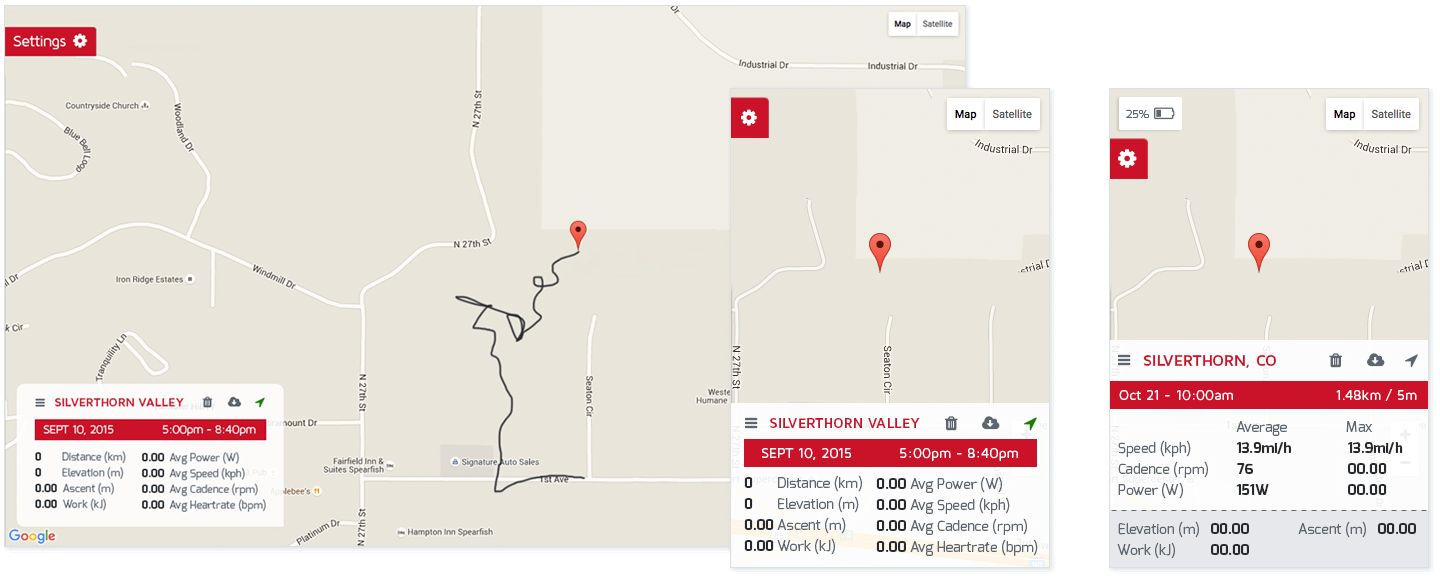 Settings
Map Satellite
Industrial Dr Industrial Dr
Countryside Church
Woodland Dr
Blue Bell Loop
N 27th St
N 27th St
Iron Ridge Estates
Windmill Dr
Tranquility Ln
N 27th St
Seaton Cir
Fairfield Inn &
Suites Spearfish
Signature Auto Sales
1st Ave
Platinum Dr
N 27th St
Hampton Inn Spearfish
Google
SILVERTHORN VALLEY
SEPT 10, 2015 5:00pm - 8:40pm
0 Distance (km) 0.00 Avg Power (W)
0 Elevation (m) 0.00 Avg Speed (kph)
0.00 Ascent (m) 0.00 Avg Cadence (rpm)
0.00 Work (kJ) 0.00 Avg Heartrate (bpm)
Map Satellite
Industrial Dr
N 27th St
Seaton Cir
SILVERTHORN VALLEY
SEPT 10, 2015 5:00pm - 8:40pm
0 Distance (km) 0.00 Avg Power (W)
0 Elevation (m) 0.00 Avg Speed (kph)
0.00 Ascent (m) 0.00 Avg Cadence (rpm)
0.00 Work (kJ) 0.00 Avg Heartrate (bpm)
25%
Map Satellite
Industrial Dr
SILVERTHORN, CO
Oct 21 - 10:00am 1.48km / 5m
Average Max
Speed (kph) 13.9ml/h 13.9ml/h
Cadence (rpm) 76 00.00
Power (W) 151W 00.00
Elevation (m) 00.00 Ascent (m) 00.00
Work (kJ) 00.00